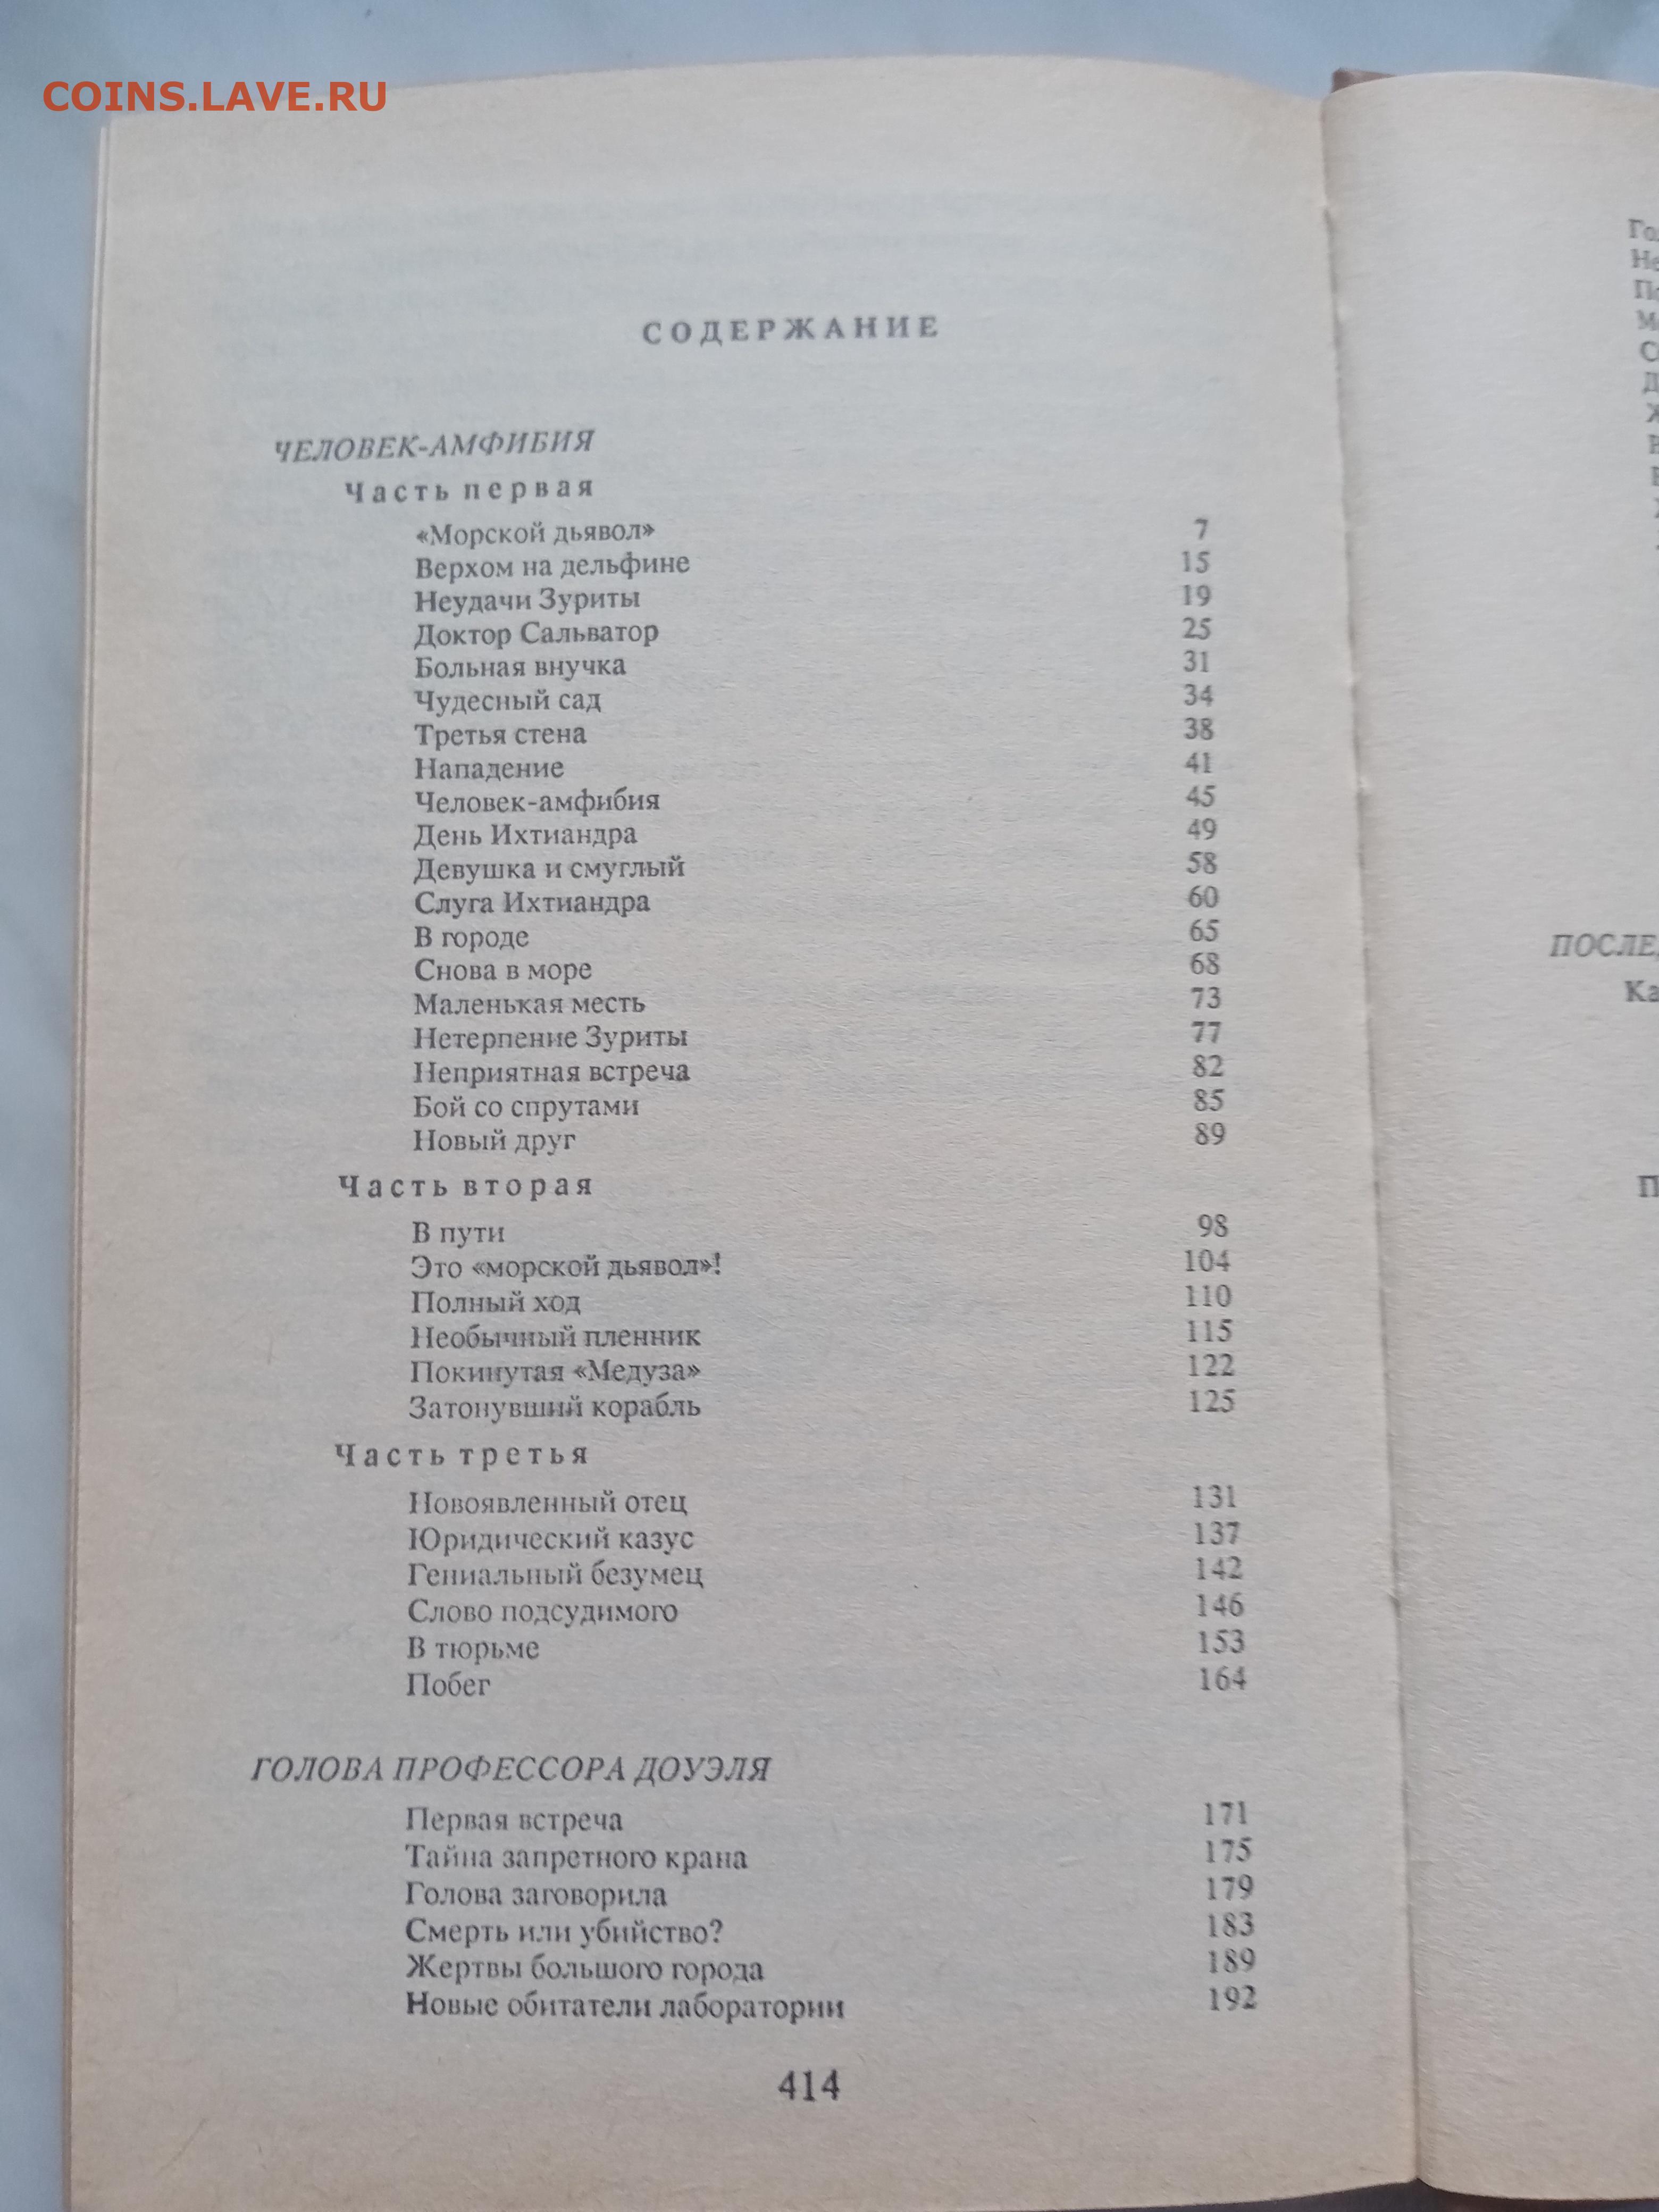 COINS.LAVE.RU
СОДЕРЖАНИЕ
ЧЕЛОВЕК-АМФИБИЯ
Часть первая
«Морской дьявол» 7
Верхом на дельфине 15
Неудачи Зуриты 19
Доктор Сальватор 25
Больная внучка 31
Чудесный сад 34
Третья стена 38
Нападение 41
Человек-амфибия 45
День Ихтиандра 49
Девушка и смуглый 58
Слуга Ихтиандра 60
В городе 65
Снова в море 68
Маленькая месть 73
Нетерпение Зуриты 77
Неприятная встреча 82
Бой со спрутами 85
Новый друг 89
Часть вторая
В пути 98
Это «морской дьявол»! 104
Полный ход 110
Необычный пленник 115
Покинутая «Медуза» 122
Затонувший корабль 125
Часть третья
Новоявленный отец 131
Юридический казус 137
Гениальный безумец 142
Слово подсудимого 146
В тюрьме 153
Побег 164
ГОЛОВА ПРОФЕССОРА ДОУЭЛЯ
Первая встреча 171
Тайна запретного крана 175
Голова заговорила 179
Смерть или убийство? 183
Жертвы большого города 189
Новые обитатели лаборатории 192
414